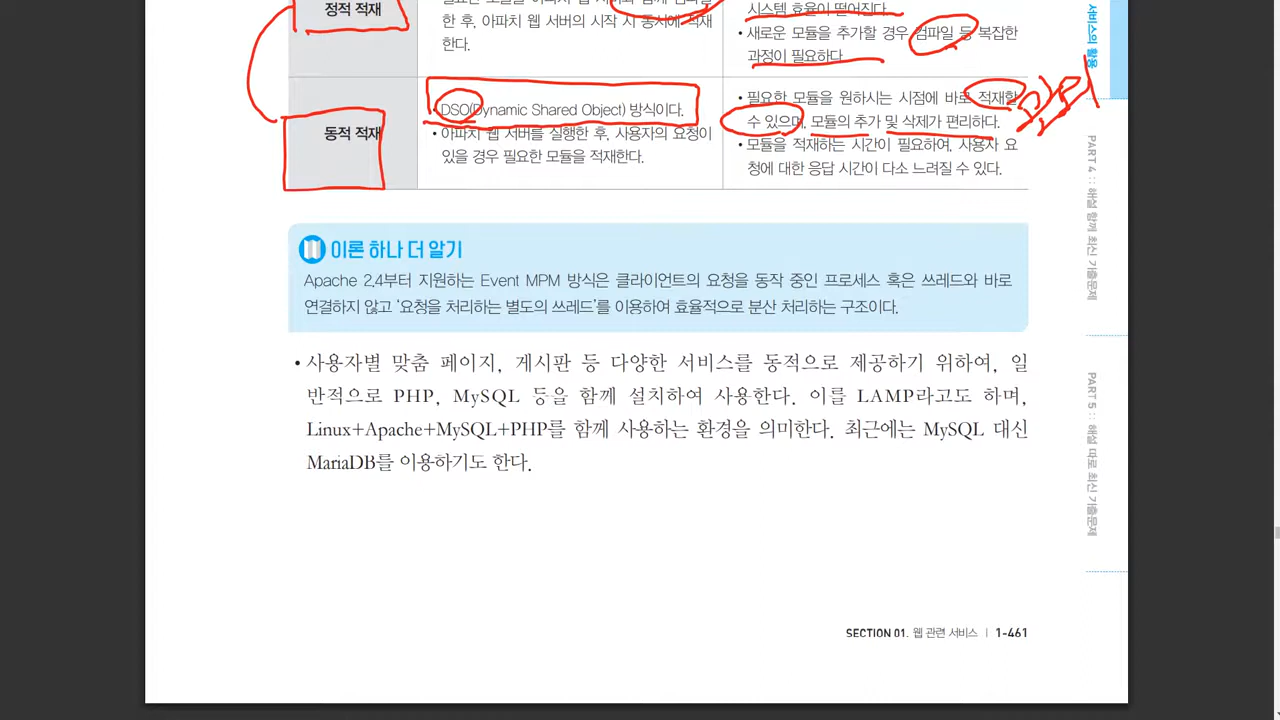 정적 적재
한 후, 아파치 웹 서버의 시작 시 동시에 적재
한다.
시스템 효율이 떨어진다.
• 새로운 모듈을 추가할 경우 컴파일 등 복잡한
과정이 필요하다.
동적 적재
• DSO(Dynamic Shared Object) 방식이다.
• 아파치 웹 서버를 실행한 후, 사용자의 요청이
있을 경우 필요한 모듈을 적재한다.
• 필요한 모듈을 원하시는 시점에 바로 적재할
수 있으며, 모듈의 추가 및 삭제가 편리하다.
• 모듈을 적재하는 시간이 필요하여, 사용자 요
청에 대한 응답 시간이 다소 느려질 수 있다.
이론 하나 더 알기
Apache 2.4부터 지원하는 Event MPM 방식은 클라이언트의 요청을 동작 중인 프로세스 혹은 쓰레드와 바로
연결하지 않고 '요청을 처리하는 별도의 쓰레드'를 이용하여 효율적으로 분산 처리하는 구조이다.
• 사용자별 맞춤 페이지, 게시판 등 다양한 서비스를 동적으로 제공하기 위하여, 일
반적으로 PHP, MySQL 등을 함께 설치하여 사용한다. 이를 LAMP라고도 하며,
Linux+Apache+MySQL+PHP를 함께 사용하는 환경을 의미한다. 최근에는 MySQL 대신
MariaDB를 이용하기도 한다.
서비스의 활용
PART 4 :: 해설 함께 최신 기출문제
PART 5 :: 해설 따로 최신 기출문제
SECTION 01. 웹 관련 서비스 | 1-461